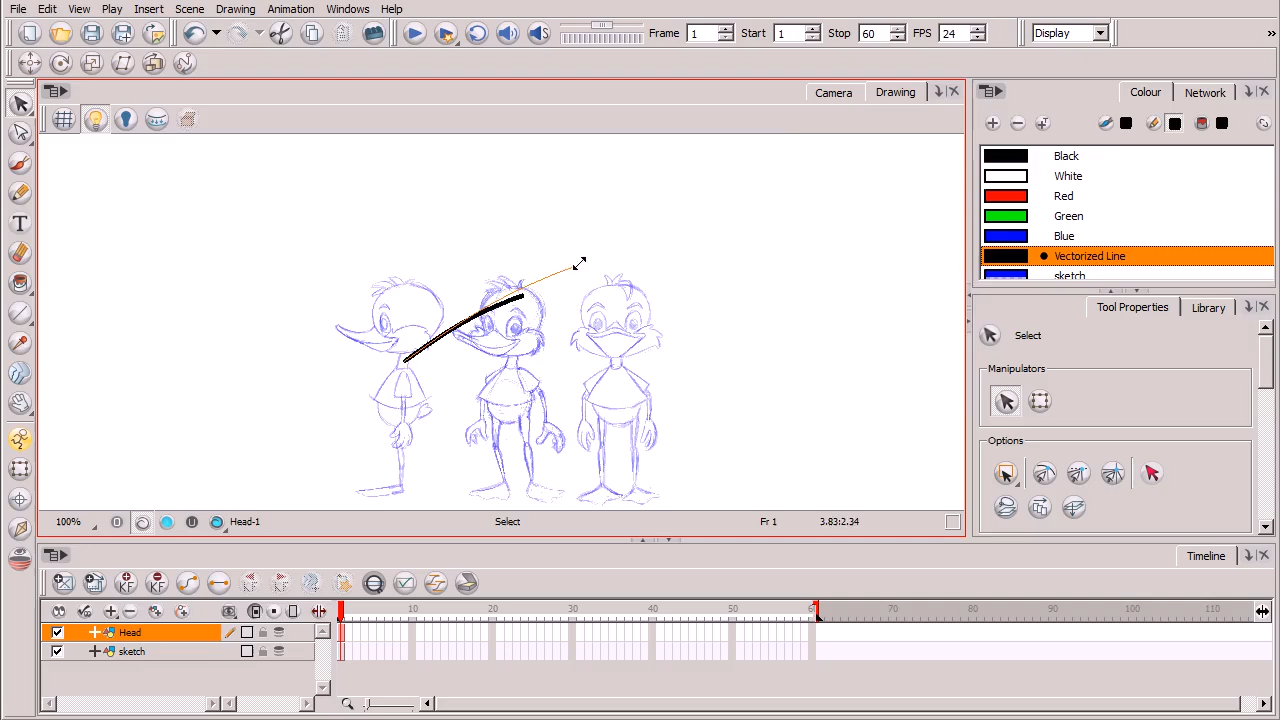 File Edit View Play Insert Scene Drawing Animation Windows Help
Frame 1 Start 1 Stop 60 FPS 24 Display »
Camera Drawing
Colour Network
Black
White
Red
Green
Blue
Vectorized Line
sketch
Tool Properties Library
Select
Manipulators
Options
T
100% Head-1 Select Fr 1 3.83:2.34
Timeline
KF KF
10 20 30 40 50 60 70 80 90 100 110
Head
sketch